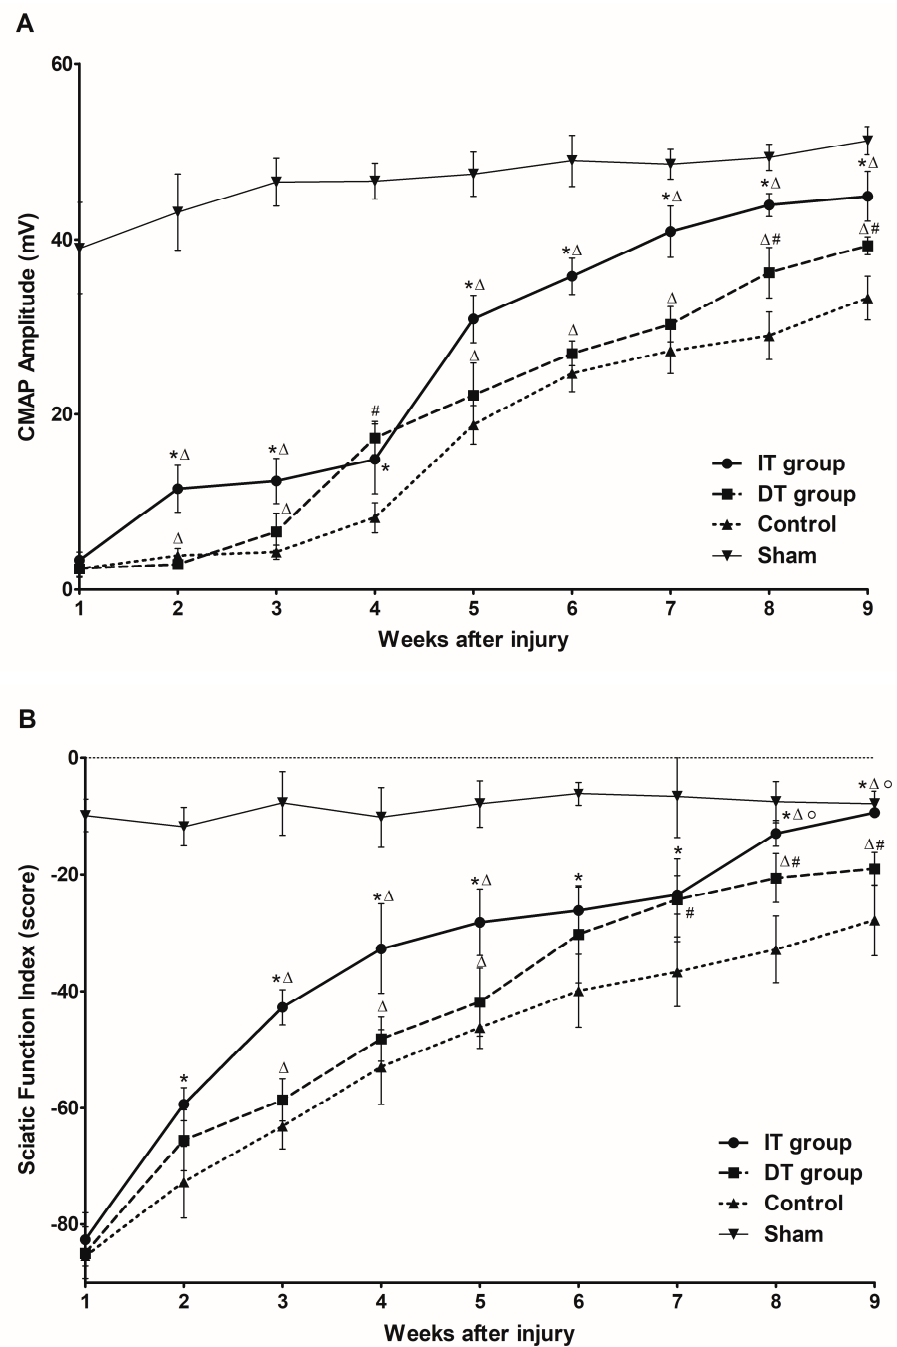 A
60
40
20
0
CMAP Amplitude (mV)
*Δ
*Δ
#
*
*Δ
*Δ
*Δ
*Δ
*Δ
Δ
Δ
Δ
Δ
Δ
Δ#
Δ#
IT group
DT group
Control
Sham
1 2 3 4 5 6 7 8 9
Weeks after injury
B
0
-20
-40
-60
-80
Sciatic Function Index (score)
*
*Δ
*Δ
*Δ
*
*
*Δ○
*Δ○
Δ
Δ
Δ
#
Δ#
Δ#
IT group
DT group
Control
Sham
1 2 3 4 5 6 7 8 9
Weeks after injury